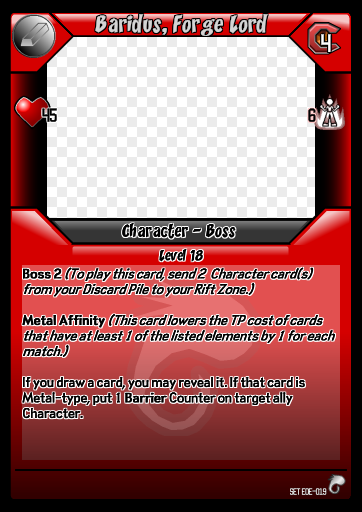 Baridus, Forge Lord
4
45
6
Character - Boss
Level 18
Boss 2 (To play this card, send 2 Character card(s)
from your Discard Pile to your Rift Zone.)
Metal Affinity (This card lowers the TP cost of cards
that have at least 1 of the listed elements by 1 for each
match.)
If you draw a card, you may reveal it. If that card is
Metal-type, put 1 Barrier Counter on target ally
Character.
SET EOE-019